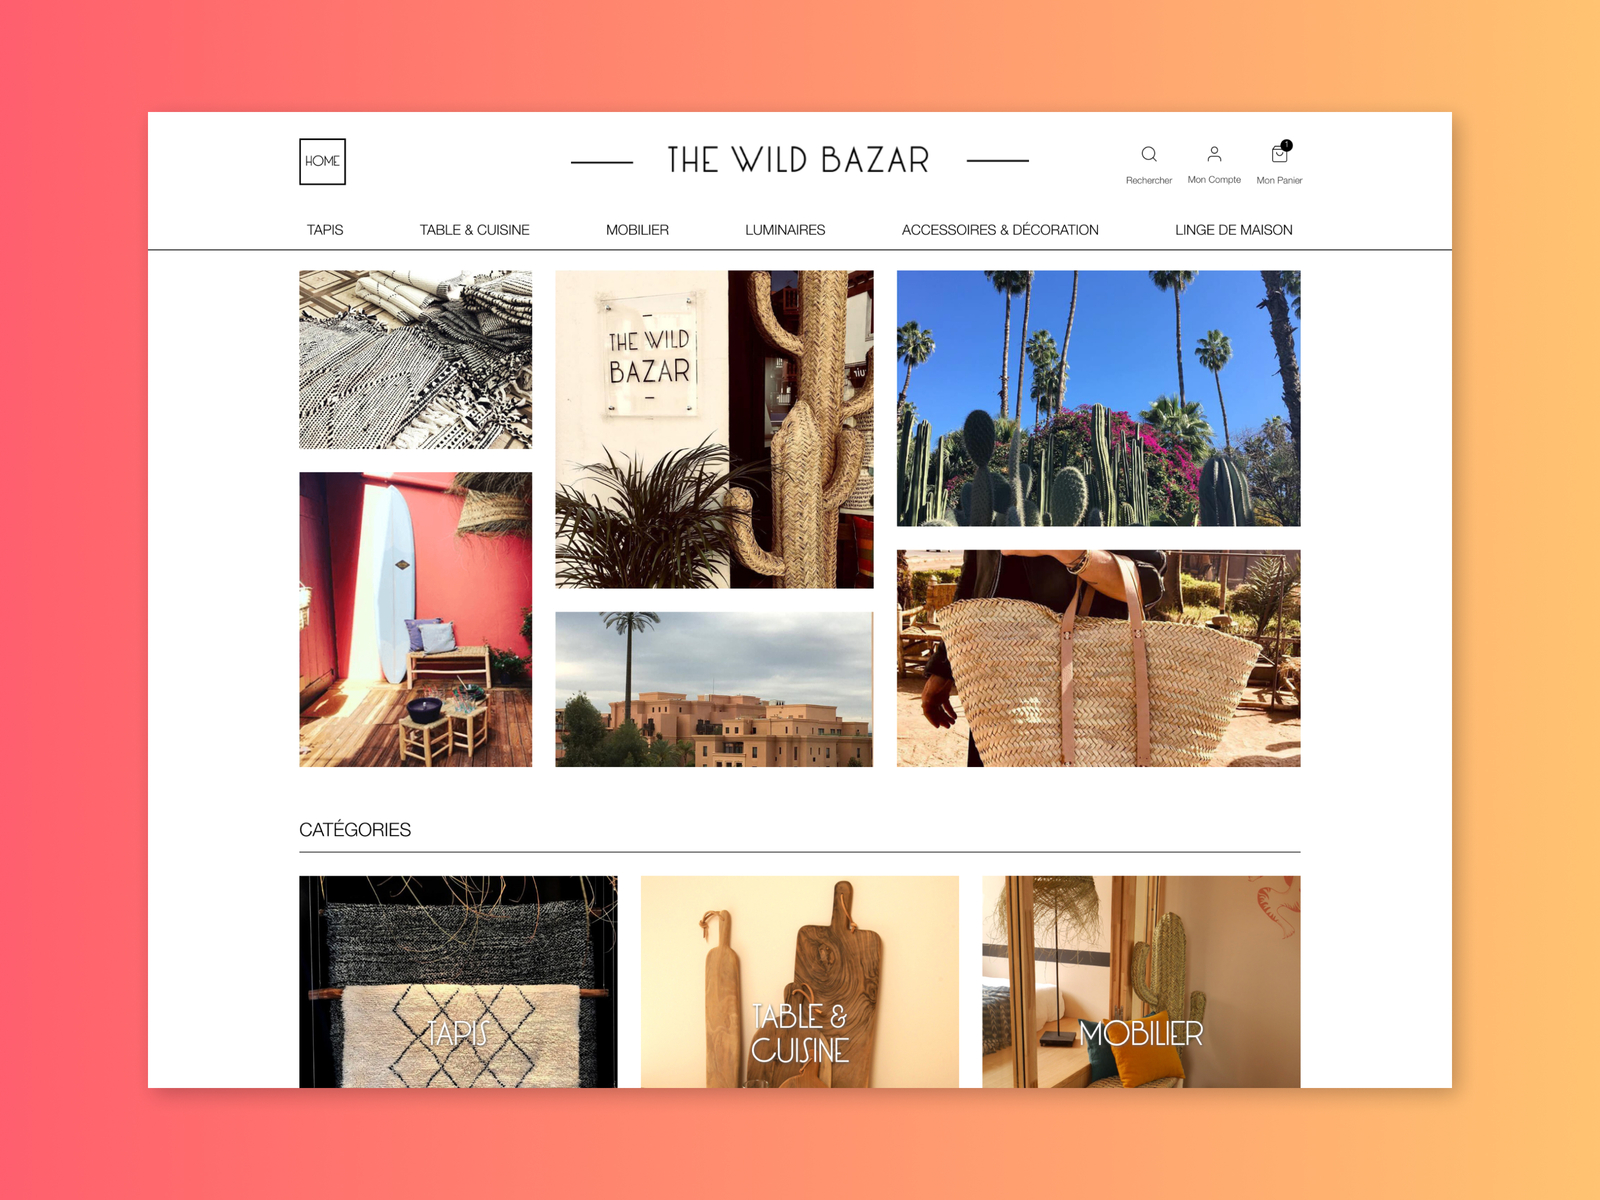 HOME
THE WILD BAZAR
1
Rechercher
Mon Compte
Mon Panier
TAPIS
TABLE & CUISINE
MOBILIER
LUMINAIRES
ACCESSOIRES & DÉCORATION
LINGE DE MAISON
THE WILD
BAZAR
CATÉGORIES
TAPIS
TABLE &
CUISINE
MOBILIER